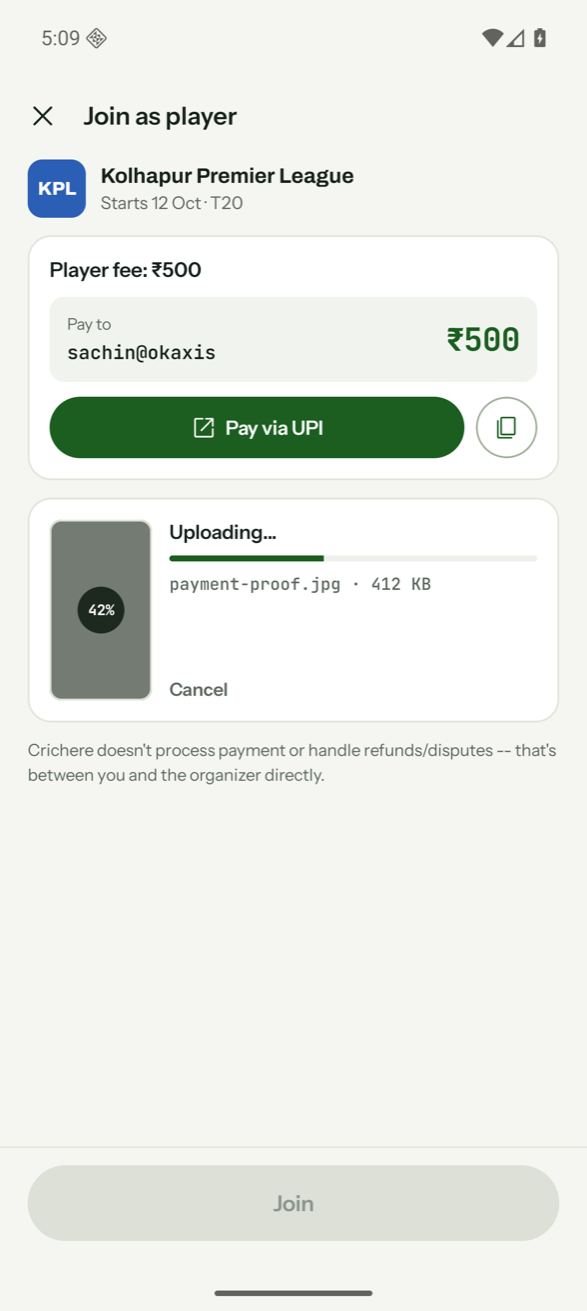 5:09
Join as player
KPL
Kolhapur Premier League
Starts 12 Oct · T20
Player fee: ₹500
Pay to
sachin@okaxis
₹500
Pay via UPI
Uploading...
42%
payment-proof.jpg · 412 KB
Cancel
Crichere doesn't process payment or handle refunds/disputes -- that's
between you and the organizer directly.
Join